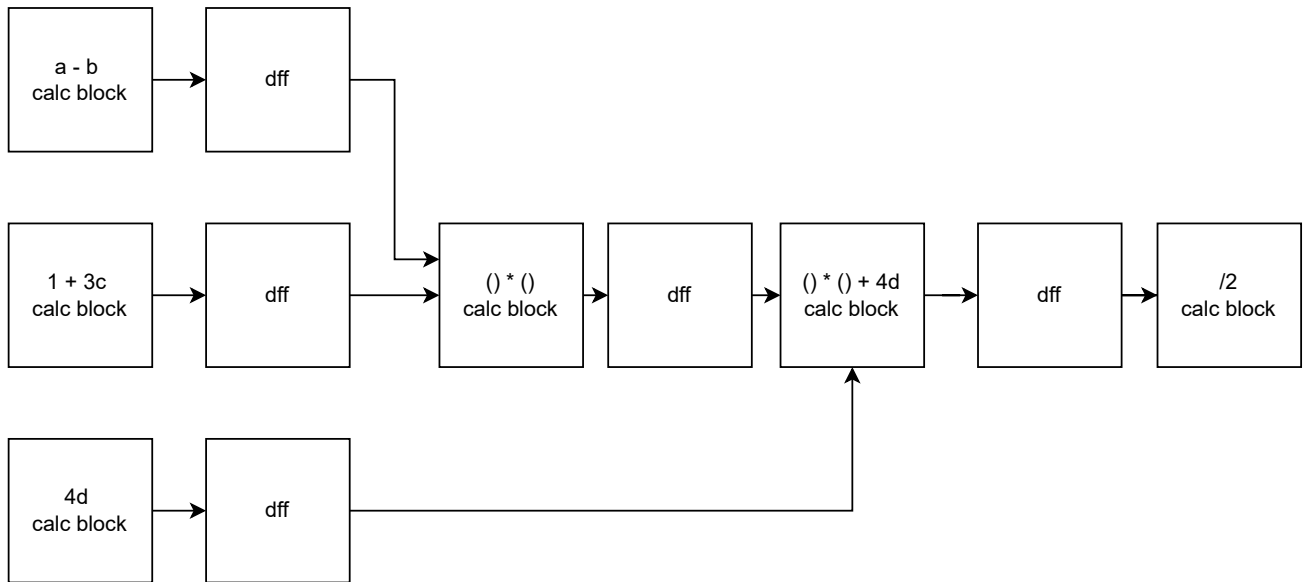 a - b
calc block
dff
1 + 3c
calc block
dff
() * ()
calc block
dff
() * () + 4d
calc block
dff
/2
calc block
4d
calc block
dff